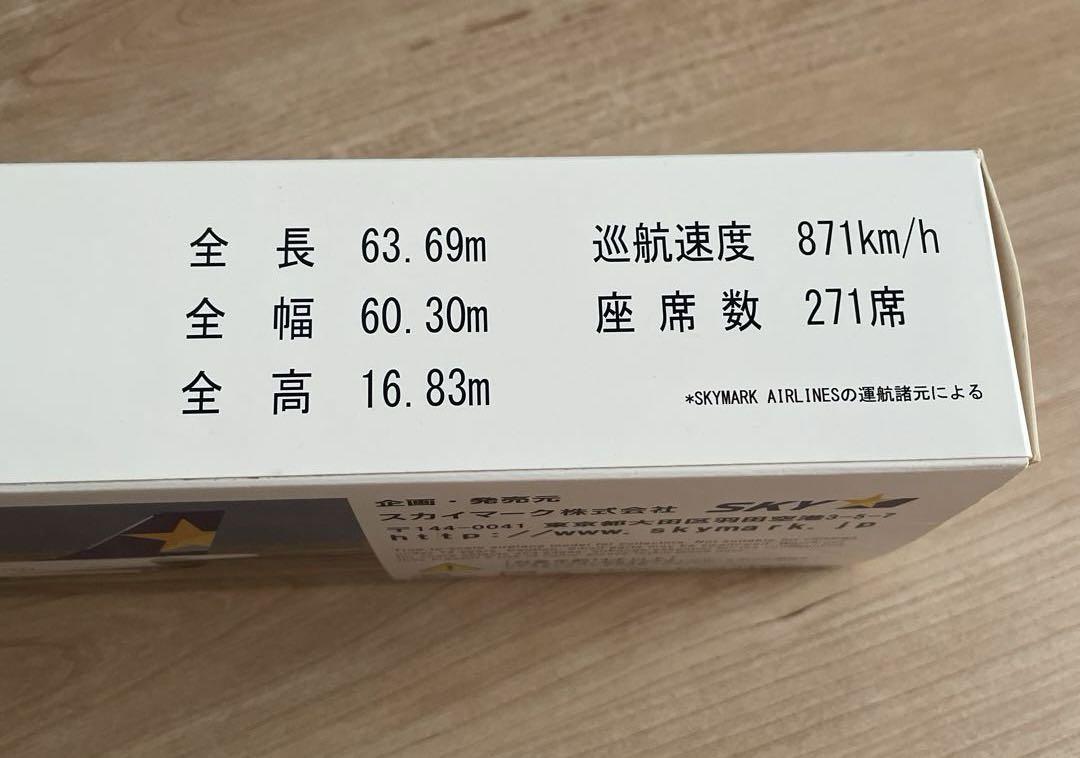 全 長 63.69m 巡航速度 871km/h
全 幅 60.30m 座席数 271席
全 高 16.83m
*SKYMARK AIRLINESの運航諸元による
企画・発売元
スカイマーク株式会社 SKY
〒144-0041 東京都大田区羽田空港3-5-7
http://www.skymark.jp